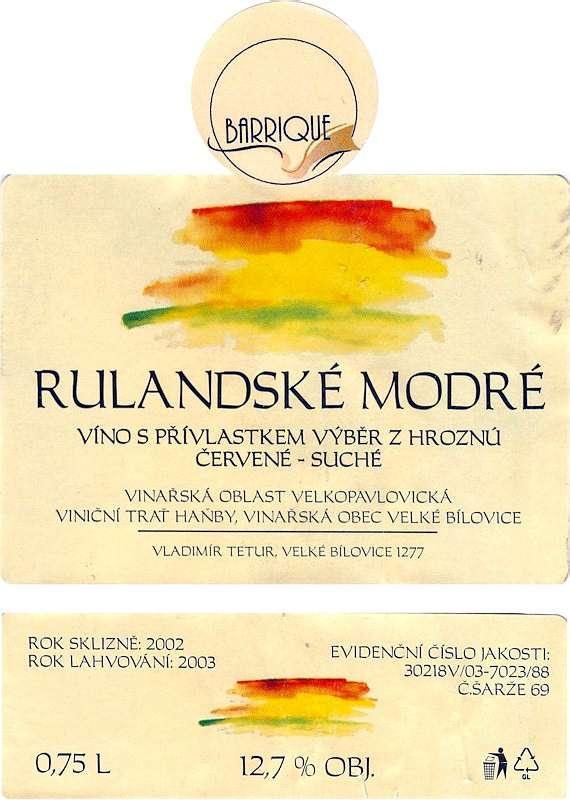 BARRIQUE
RULANDSKÉ MODRÉ
VÍNO S PŘÍVLASTKEM VÝBĚR Z HROZNŮ
ČERVENÉ - SUCHÉ
VINAŘSKÁ OBLAST VELKOPAVLOVICKÁ
VINIČNÍ TRAŤ HAŇBY, VINAŘSKÁ OBEC VELKÉ BÍLOVICE
VLADIMÍR TETUR, VELKÉ BÍLOVICE 1277
ROK SKLIZNĚ: 2002
ROK LAHVOVÁNÍ: 2003
EVIDENČNÍ ČÍSLO JAKOSTI:
30218V/03-7023/88
Č.ŠARŽE 69
0,75 L
12,7 % OBJ.
GL